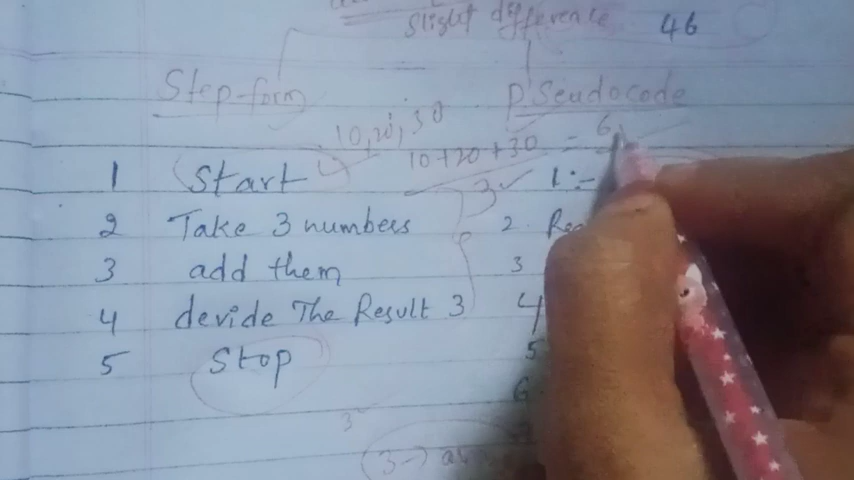 Slight difference 46
Step-form Pseudocode
10,20,30
10+20+30 = 6
3
1 Start 1:-
2 Take 3 numbers 2.
3 add them 3
4 devide The Result 3 4
5 Stop 5
6
3
3 →